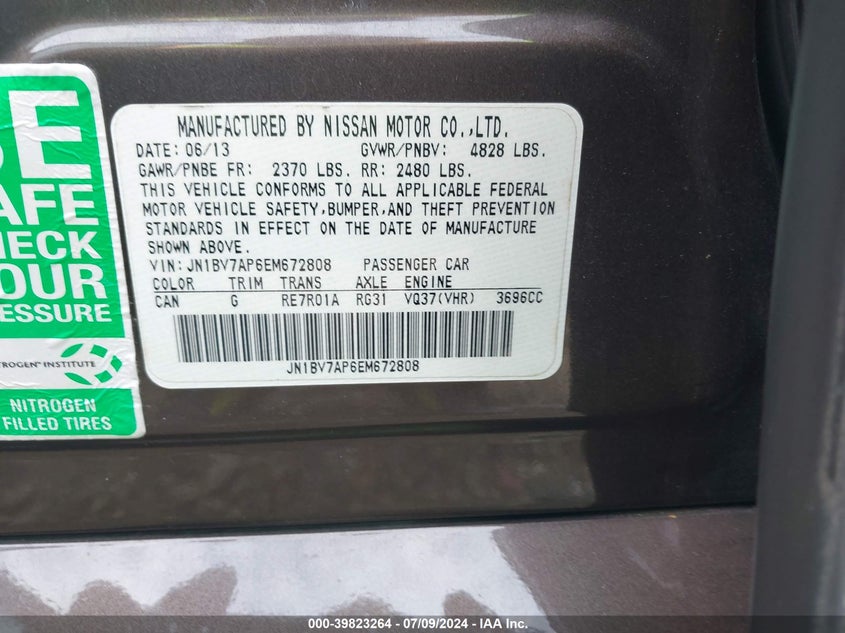 MANUFACTURED BY NISSAN MOTOR CO.,LTD.
DATE: 06/13 GVWR/PNBV: 4828 LBS.
GAWR/PNBE FR: 2370 LBS. RR: 2480 LBS.
THIS VEHICLE CONFORMS TO ALL APPLICABLE FEDERAL
MOTOR VEHICLE SAFETY,BUMPER,AND THEFT PREVENTION
STANDARDS IN EFFECT ON THE DATE OF MANUFACTURE
SHOWN ABOVE.
VIN: JN1BV7AP6EM672808 PASSENGER CAR
COLOR TRIM TRANS AXLE ENGINE
CAN G RE7R01A RG31 VQ37(VHR) 3696CC
JN1BV7AP6EM672808
BE
AFE
HECK
OUR
ESSURE
TROGEN INSTITUTE
NITROGEN
FILLED TIRES
000-39823264 - 07/09/2024 - IAA Inc.